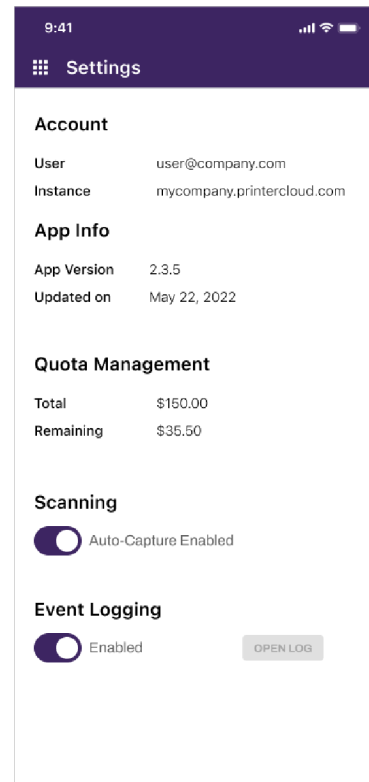 9:41
Settings
Account
User user@company.com
Instance mycompany.printercloud.com
App Info
App Version 2.3.5
Updated on May 22, 2022
Quota Management
Total $150.00
Remaining $35.50
Scanning
Auto-Capture Enabled
Event Logging
Enabled OPEN LOG